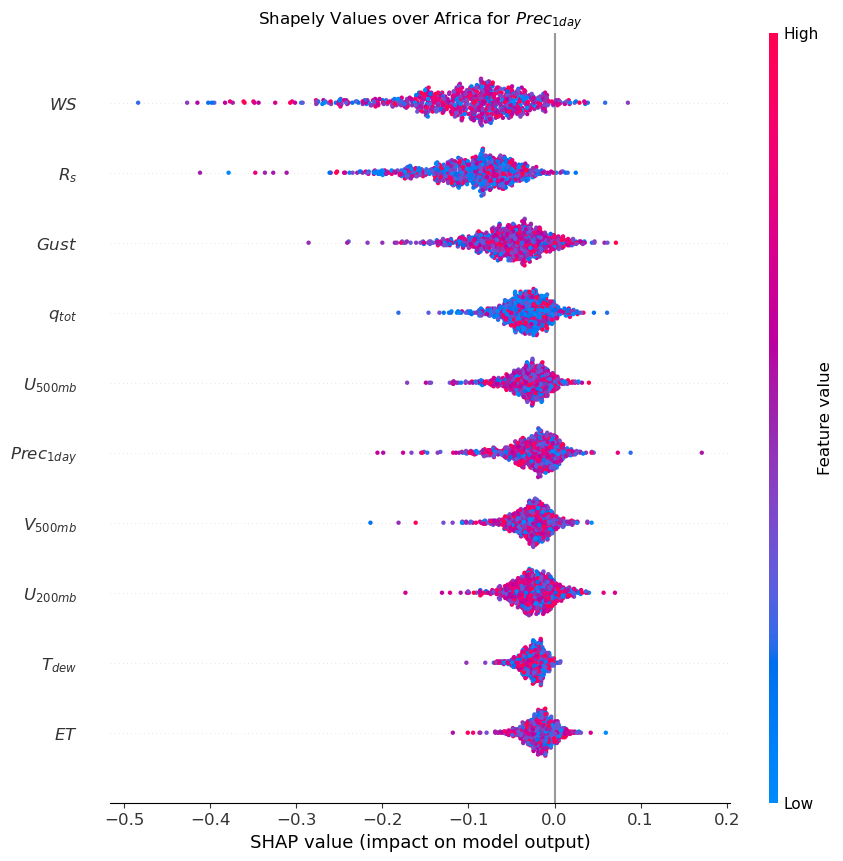 Shapely Values over Africa for Prec1day
High
WS
Rs
Gust
qtot
U500mb
Prec1day
V500mb
U200mb
Tdew
ET
Feature value
Low
−0.5 −0.4 −0.3 −0.2 −0.1 0.0 0.1 0.2
SHAP value (impact on model output)